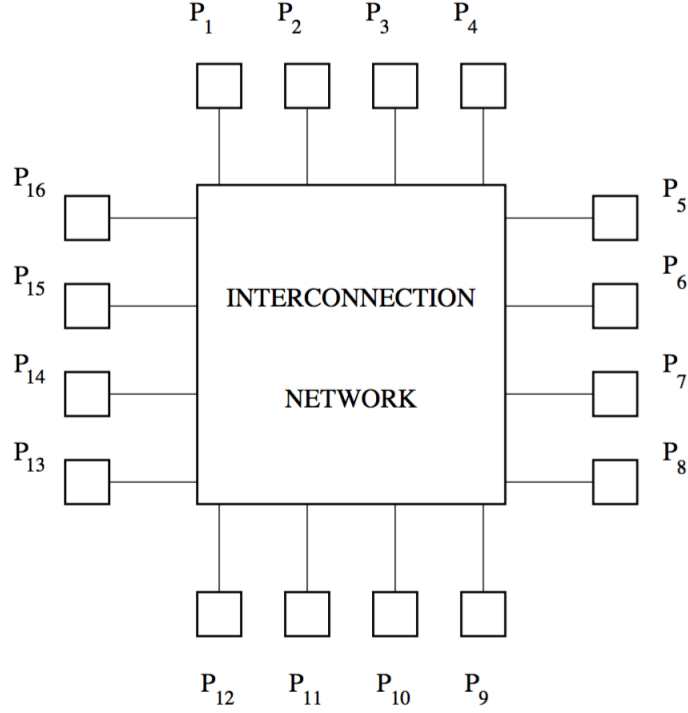 P1 P2 P3 P4
P16 P5
P15 P6
INTERCONNECTION
P14 P7
NETWORK
P13 P8
P12 P11 P10 P9